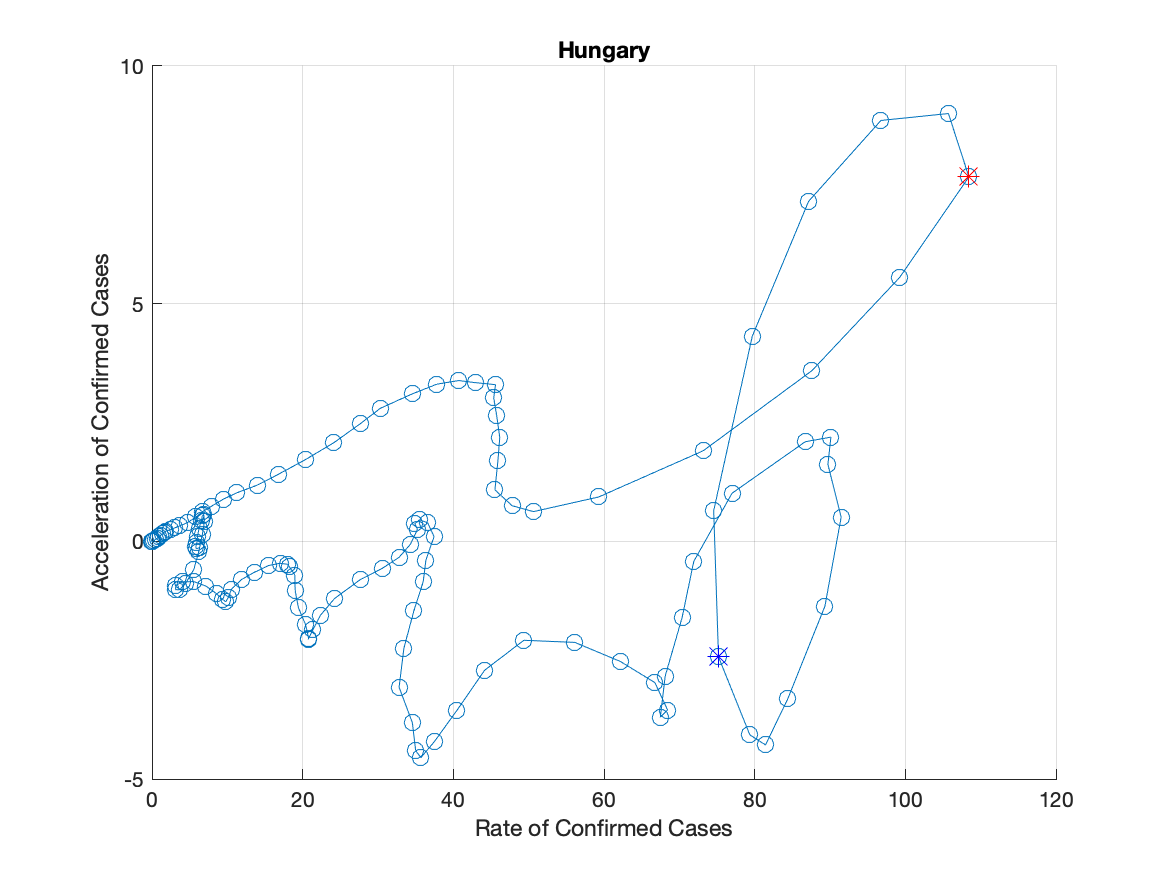 Hungary
10
5
0
-5
0 20 40 60 80 100 120
Acceleration of Confirmed Cases
Rate of Confirmed Cases